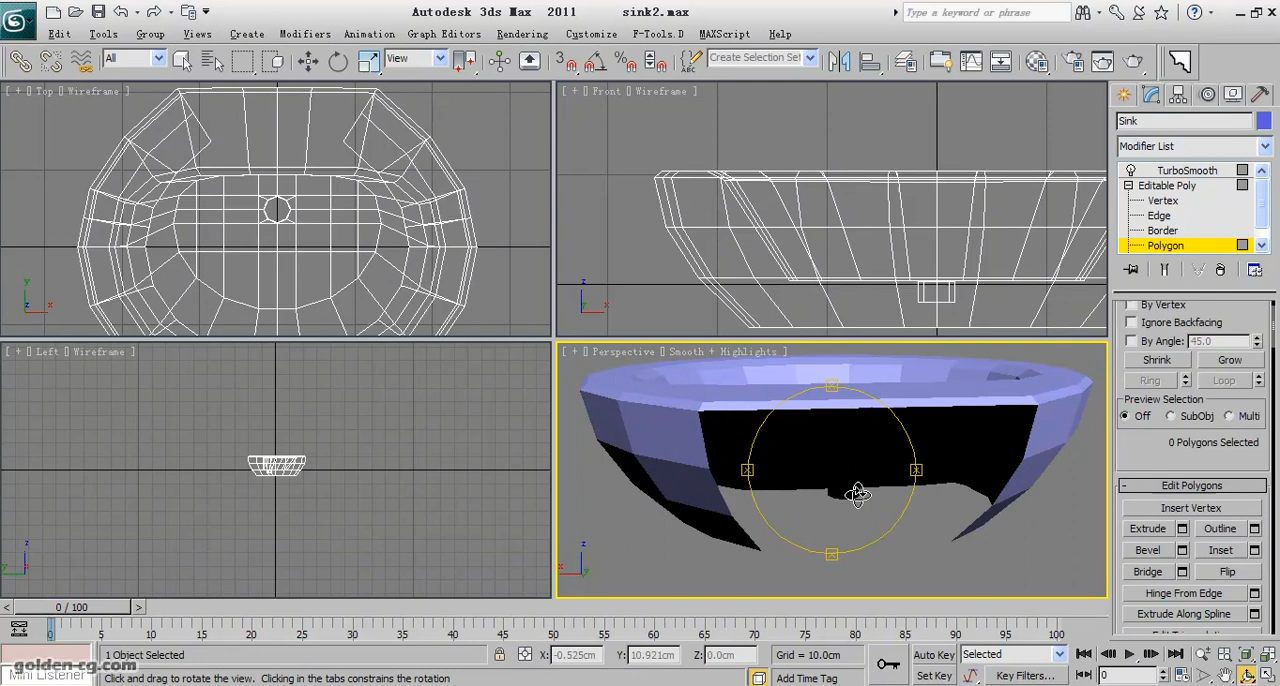 Autodesk 3ds Max 2011 sink2.max
Type a keyword or phrase
Edit Tools Group Views Create Modifiers Animation Graph Editors Rendering Customize F-Tools.D MAXScript Help
All
View
3
ABC
Create Selection Set
[ + [] Top [] Wireframe ]
[ + [] Front [] Wireframe ]
Sink
Modifier List
TurboSmooth
Editable Poly
Vertex
Edge
Border
Polygon
y
z x
z
x
By Vertex
Ignore Backfacing
By Angle: 45.0
Shrink Grow
Ring Loop
Preview Selection
Off SubObj Multi
0 Polygons Selected
Edit Polygons
Insert Vertex
Extrude Outline
Bevel Inset
Bridge Flip
Hinge From Edge
Extrude Along Spline
[ + [] Left [] Wireframe ]
[ + [] Perspective [] Smooth + Highlights ]
z
y
z
x y
< 0 / 100 >
0 5 10 15 20 25 30 35 40 45 50 55 60 65 70 75 80 85 90 95 100
1 Object Selected
X: -0.525cm Y: 10.921cm Z: 0.0cm
Grid = 10.0cm
Auto Key Selected
golden-cg.com
Mini Listener
Click and drag to rotate the view. Clicking in the tabs constrains the rotation
Add Time Tag
Set Key Key Filters... 0